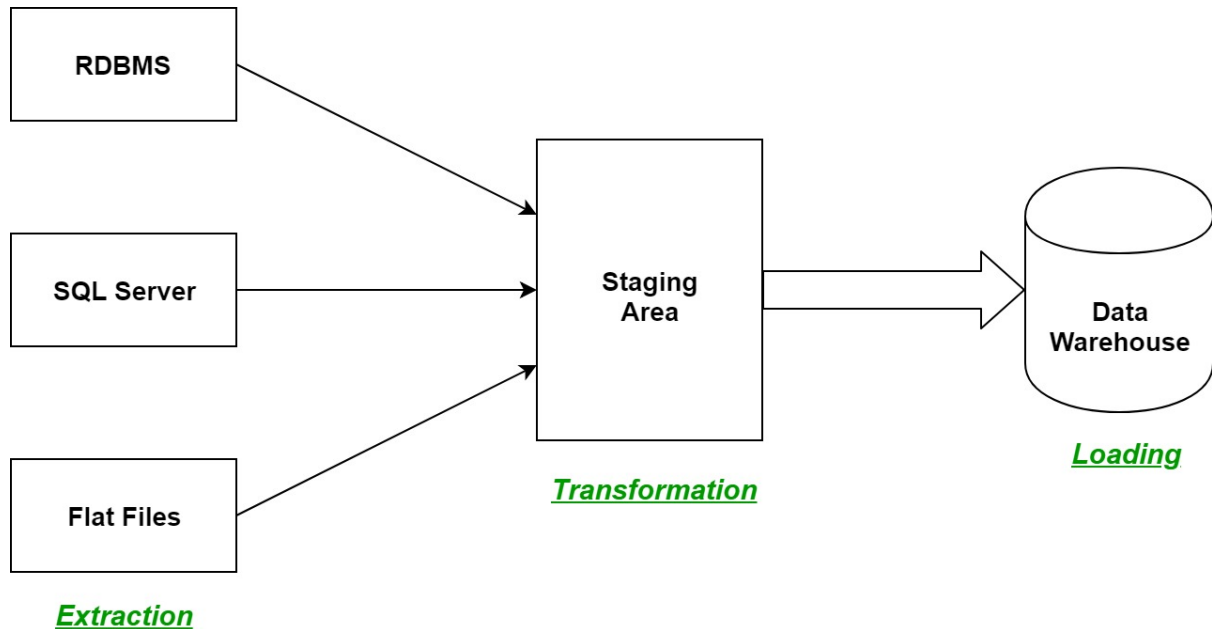 RDBMS
SQL Server
Flat Files
Extraction
Staging
Area
Transformation
Data
Warehouse
Loading